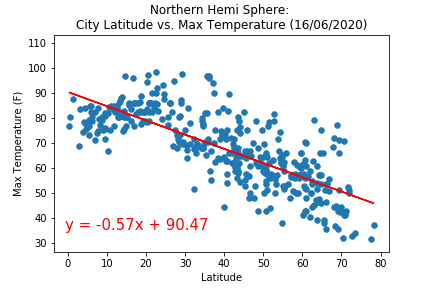 Northern Hemi Sphere:
City Latitude vs. Max Temperature (16/06/2020)
110
100
90
80
70
60
50
40
30
Max Temperature (F)
y = -0.57x + 90.47
0 10 20 30 40 50 60 70 80
Latitude